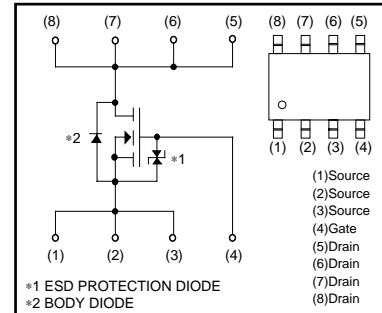 (8) (7) (6) (5)
(8) (7) (6) (5)
∗2
∗1
(1) (2) (3) (4)
(1) (2) (3) (4)
(1)Source
(2)Source
(3)Source
(4)Gate
(5)Drain
(6)Drain
(7)Drain
(8)Drain
∗1 ESD PROTECTION DIODE
∗2 BODY DIODE